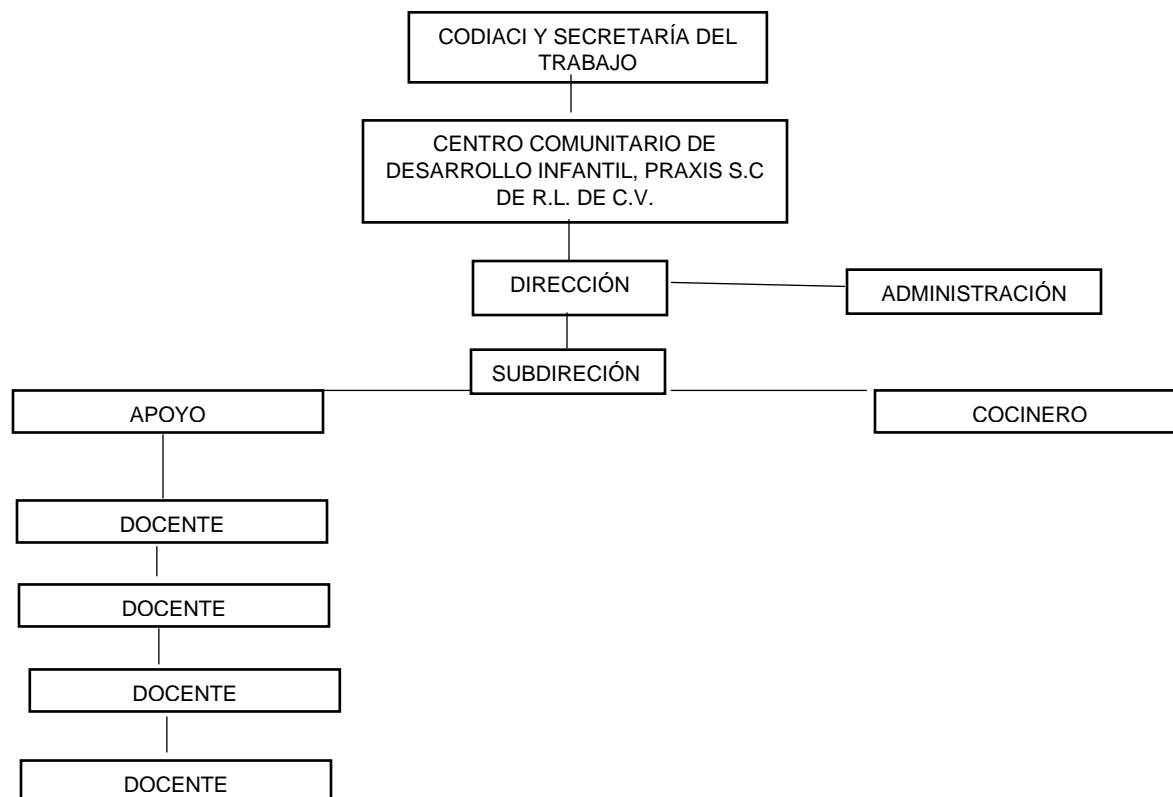 CODIACI Y SECRETARÍA DEL
TRABAJO
CENTRO COMUNITARIO DE
DESARROLLO INFANTIL, PRAXIS S.C
DE R.L. DE C.V.
DIRECCIÓN
ADMINISTRACIÓN
SUBDIRECIÓN
APOYO
COCINERO
DOCENTE
DOCENTE
DOCENTE
DOCENTE